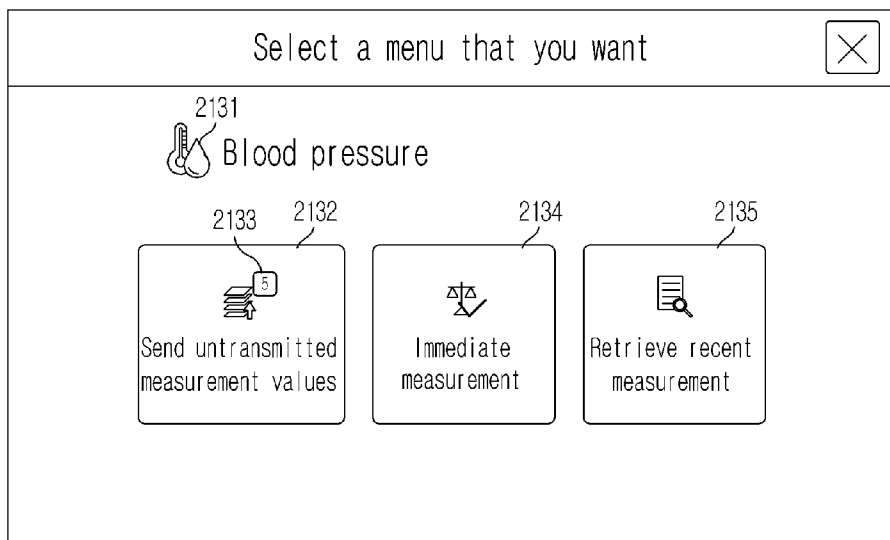 Select a menu that you want
2131
Blood pressure
2133 2132 2134 2135
5
Send untransmitted
measurement values
Immediate
measurement
Retrieve recent
measurement